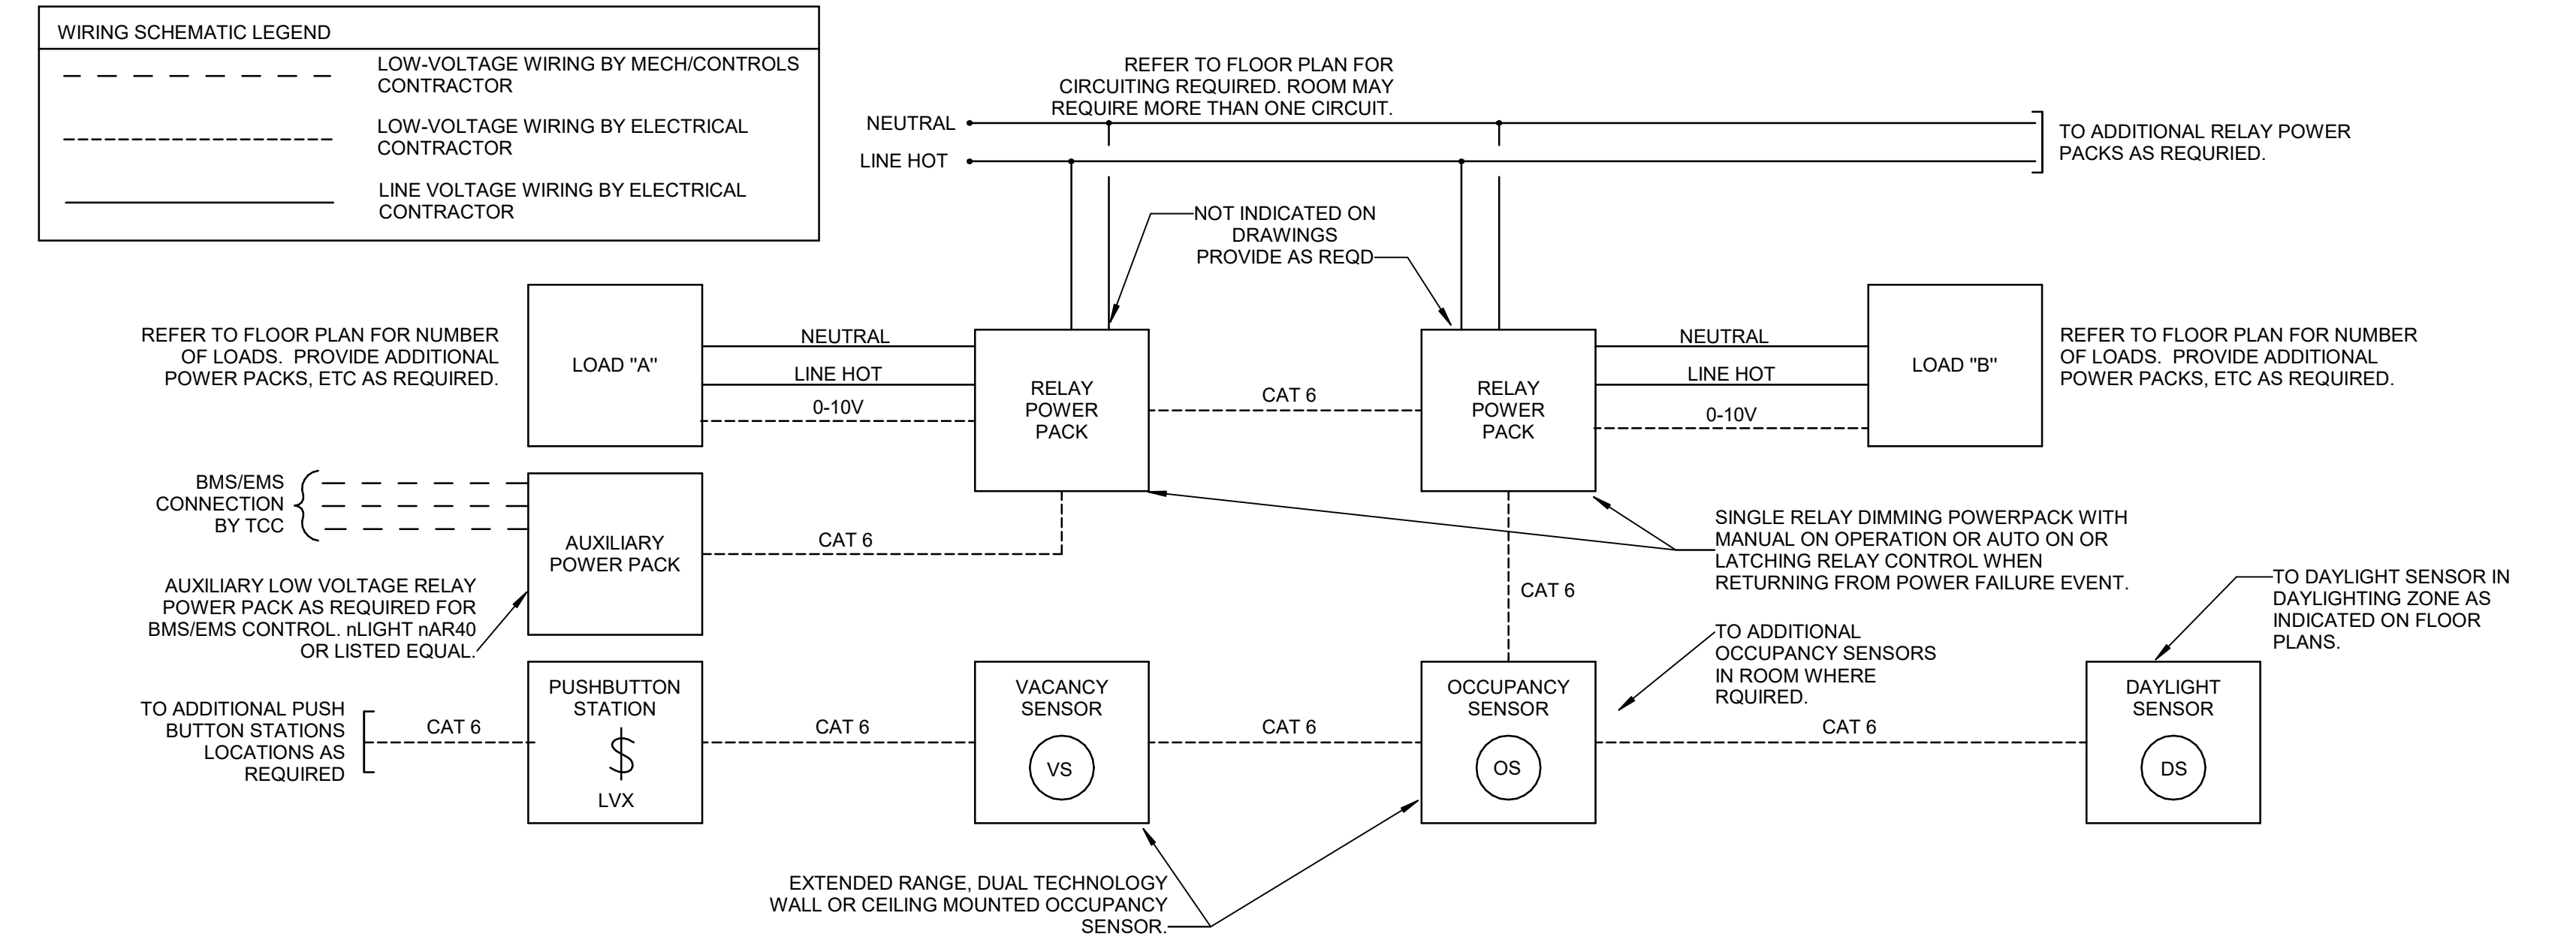 WIRING SCHEMATIC LEGEND
LOW-VOLTAGE WIRING BY MECH/CONTROLS
CONTRACTOR
LOW-VOLTAGE WIRING BY ELECTRICAL
CONTRACTOR
LINE VOLTAGE WIRING BY ELECTRICAL
CONTRACTOR
REFER TO FLOOR PLAN FOR
CIRCUITING REQUIRED. ROOM MAY
REQUIRE MORE THAN ONE CIRCUIT.
NEUTRAL
LINE HOT
TO ADDITIONAL RELAY POWER
PACKS AS REQURIED.
NOT INDICATED ON
DRAWINGS
PROVIDE AS REQD
REFER TO FLOOR PLAN FOR NUMBER
OF LOADS. PROVIDE ADDITIONAL
POWER PACKS, ETC AS REQUIRED.
LOAD "A"
NEUTRAL
LINE HOT
0-10V
RELAY
POWER
PACK
CAT 6
RELAY
POWER
PACK
NEUTRAL
LINE HOT
0-10V
LOAD "B"
REFER TO FLOOR PLAN FOR NUMBER
OF LOADS. PROVIDE ADDITIONAL
POWER PACKS, ETC AS REQUIRED.
BMS/EMS
CONNECTION
BY TCC
AUXILIARY
POWER PACK
CAT 6
AUXILIARY LOW VOLTAGE RELAY
POWER PACK AS REQUIRED FOR
BMS/EMS CONTROL. nLIGHT nAR40
OR LISTED EQUAL.
SINGLE RELAY DIMMING POWERPACK WITH
MANUAL ON OPERATION OR AUTO ON OR
LATCHING RELAY CONTROL WHEN
RETURNING FROM POWER FAILURE EVENT.
CAT 6
TO ADDITIONAL
OCCUPANCY SENSORS
IN ROOM WHERE
RQUIRED.
TO DAYLIGHT SENSOR IN
DAYLIGHTING ZONE AS
INDICATED ON FLOOR
PLANS.
TO ADDITIONAL PUSH
BUTTON STATIONS
LOCATIONS AS
REQUIRED
CAT 6
PUSHBUTTON
STATION
$
LVX
CAT 6
VACANCY
SENSOR
VS
CAT 6
OCCUPANCY
SENSOR
OS
CAT 6
DAYLIGHT
SENSOR
DS
EXTENDED RANGE, DUAL TECHNOLOGY
WALL OR CEILING MOUNTED OCCUPANCY
SENSOR.